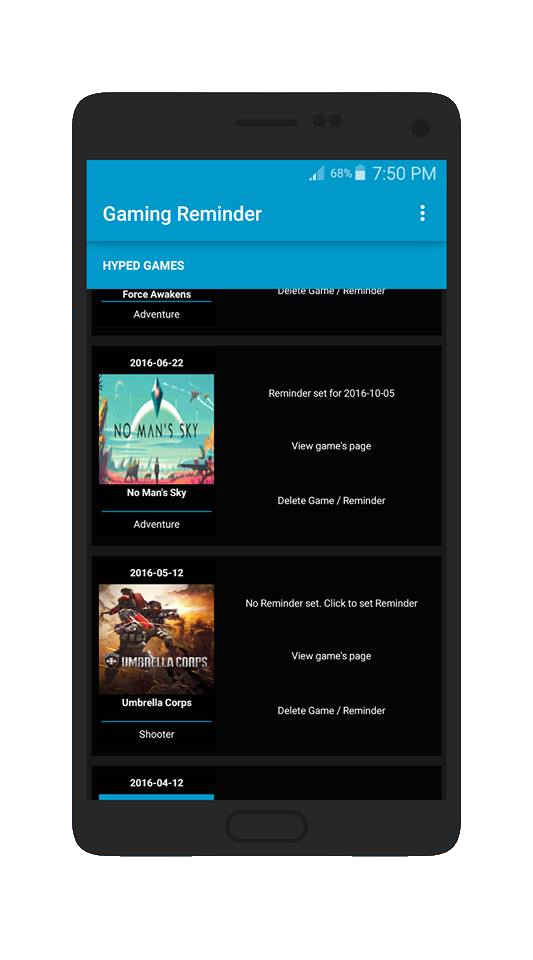 68% 7:50 PM
Gaming Reminder
HYPED GAMES
Force Awakens
Delete Game / Reminder
Adventure
2016-06-22
NO MAN'S SKY
No Man's Sky
Adventure
Reminder set for 2016-10-05
View game's page
Delete Game / Reminder
2016-05-12
UMBRELLA CORPS
Umbrella Corps
Shooter
No Reminder set. Click to set Reminder
View game's page
Delete Game / Reminder
2016-04-12